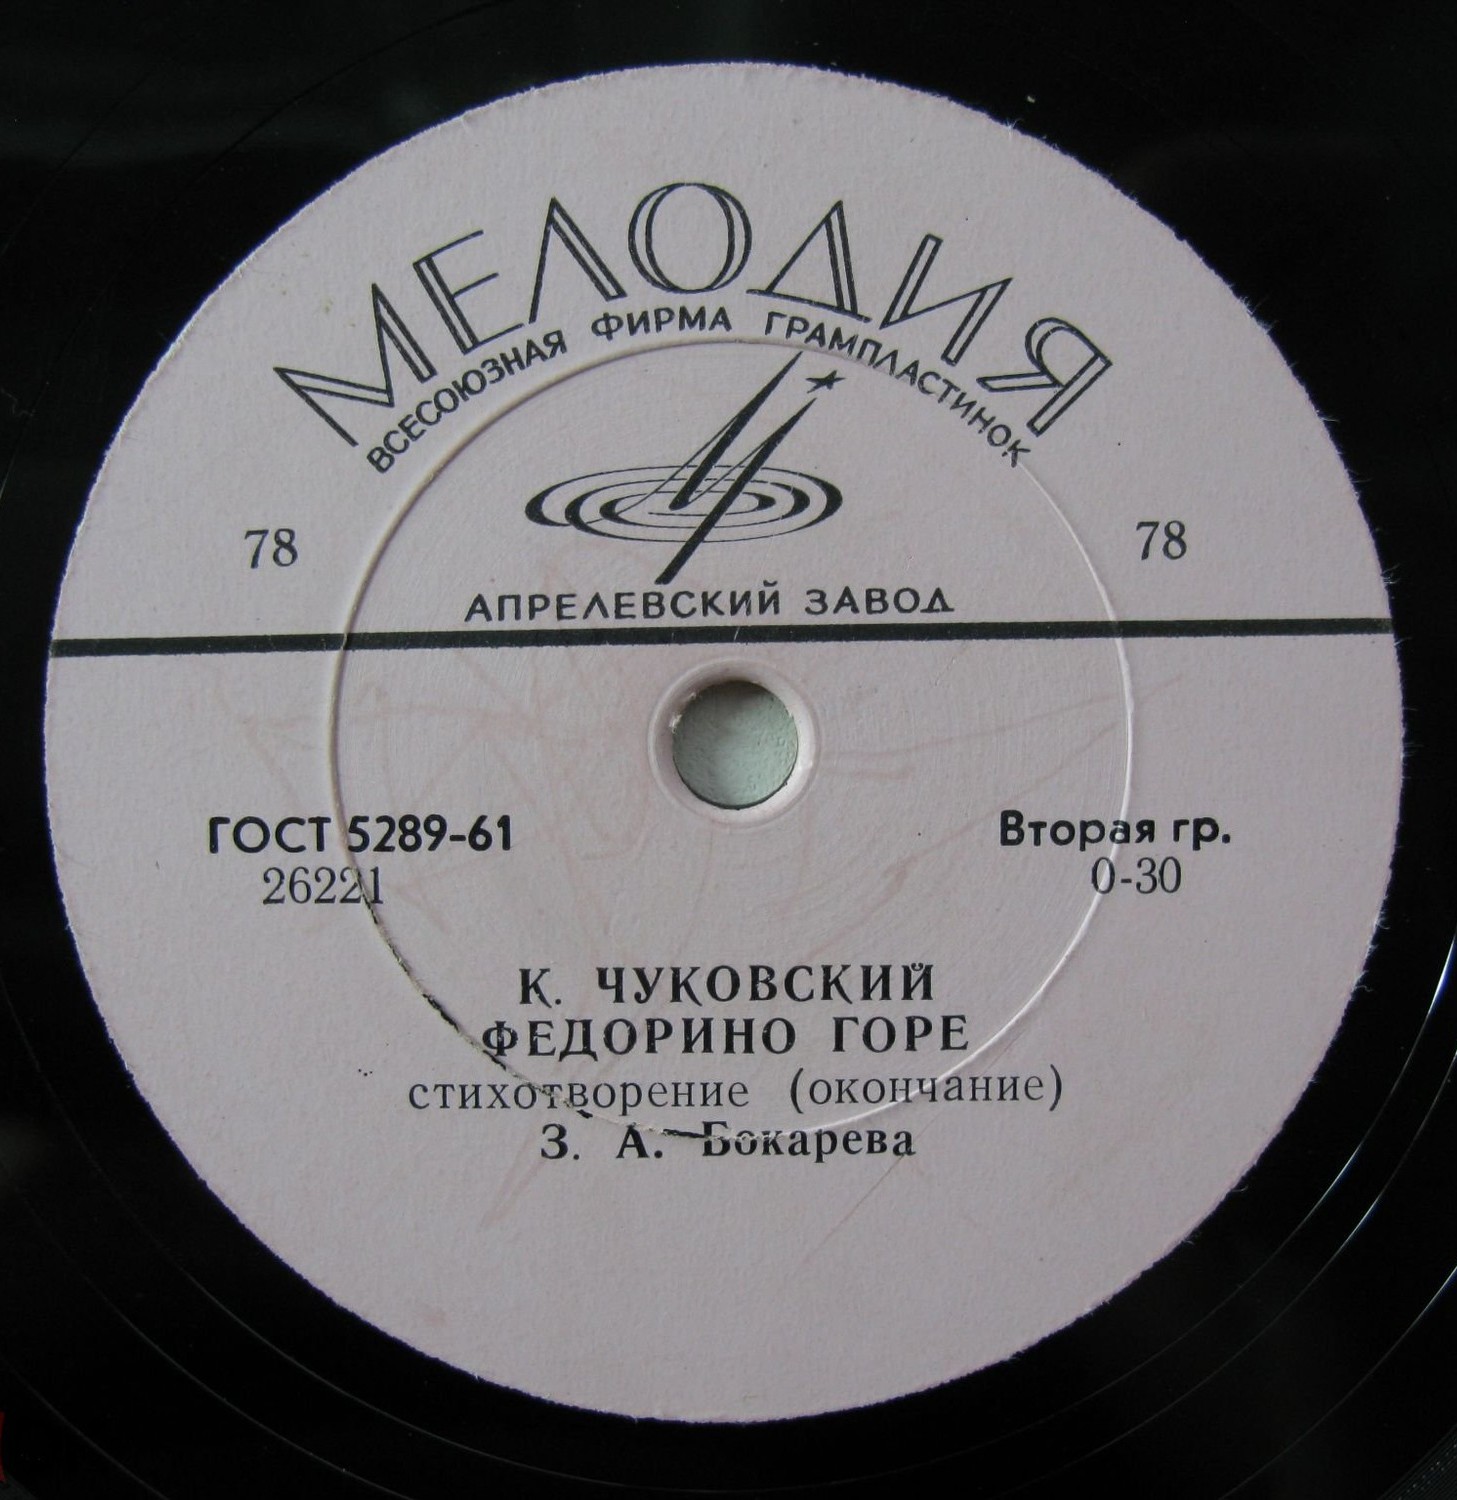 МЕЛОДИЯ
ВСЕСОЮЗНАЯ ФИРМА ГРАМПЛАСТИНОК
78 78
АПРЕЛЕВСКИЙ ЗАВОД
ГОСТ 5289-61 Вторая гр.
26221 0-30
К. ЧУКОВСКИЙ
ФЕДОРИНО ГОРЕ
стихотворение (окончание)
З. А. Бокарева